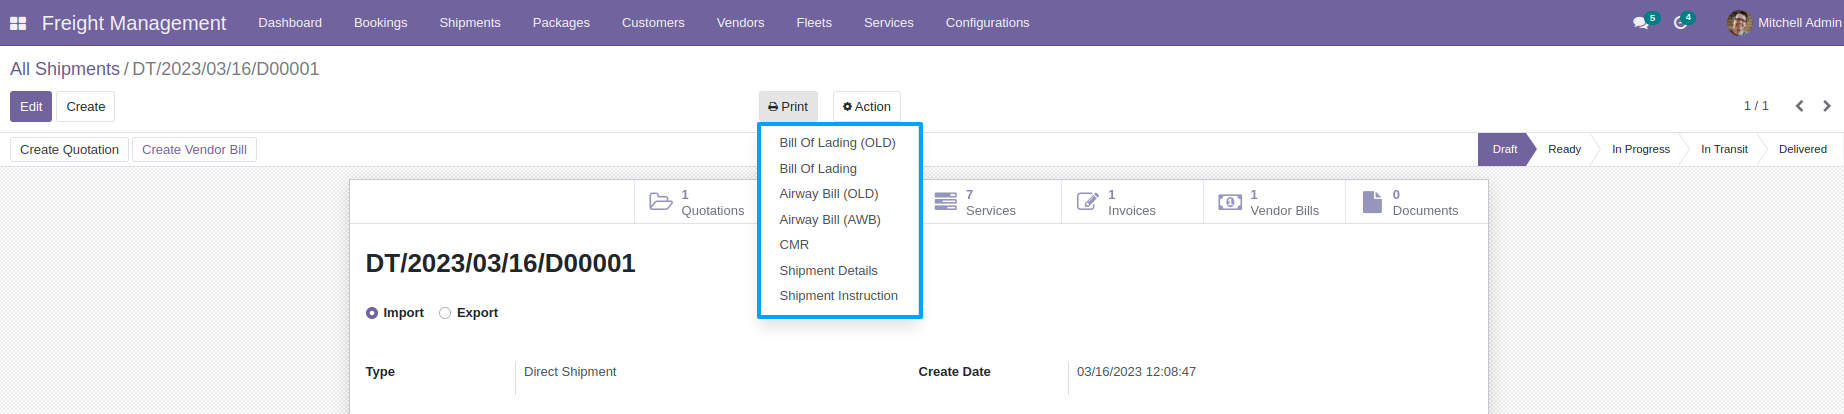 Freight Management Dashboard Bookings Shipments Packages Customers Vendors Fleets Services Configurations 5 4 Mitchell Admin
All Shipments / DT/2023/03/16/D00001
Edit Create Print Action 1 / 1
Create Quotation Create Vendor Bill Draft Ready In Progress In Transit Delivered
Bill Of Lading (OLD)
Bill Of Lading
Airway Bill (OLD)
Airway Bill (AWB)
CMR
Shipment Details
Shipment Instruction
1 Quotations
7 Services
1 Invoices
1 Vendor Bills
0 Documents
DT/2023/03/16/D00001
Import Export
Type Direct Shipment Create Date 03/16/2023 12:08:47